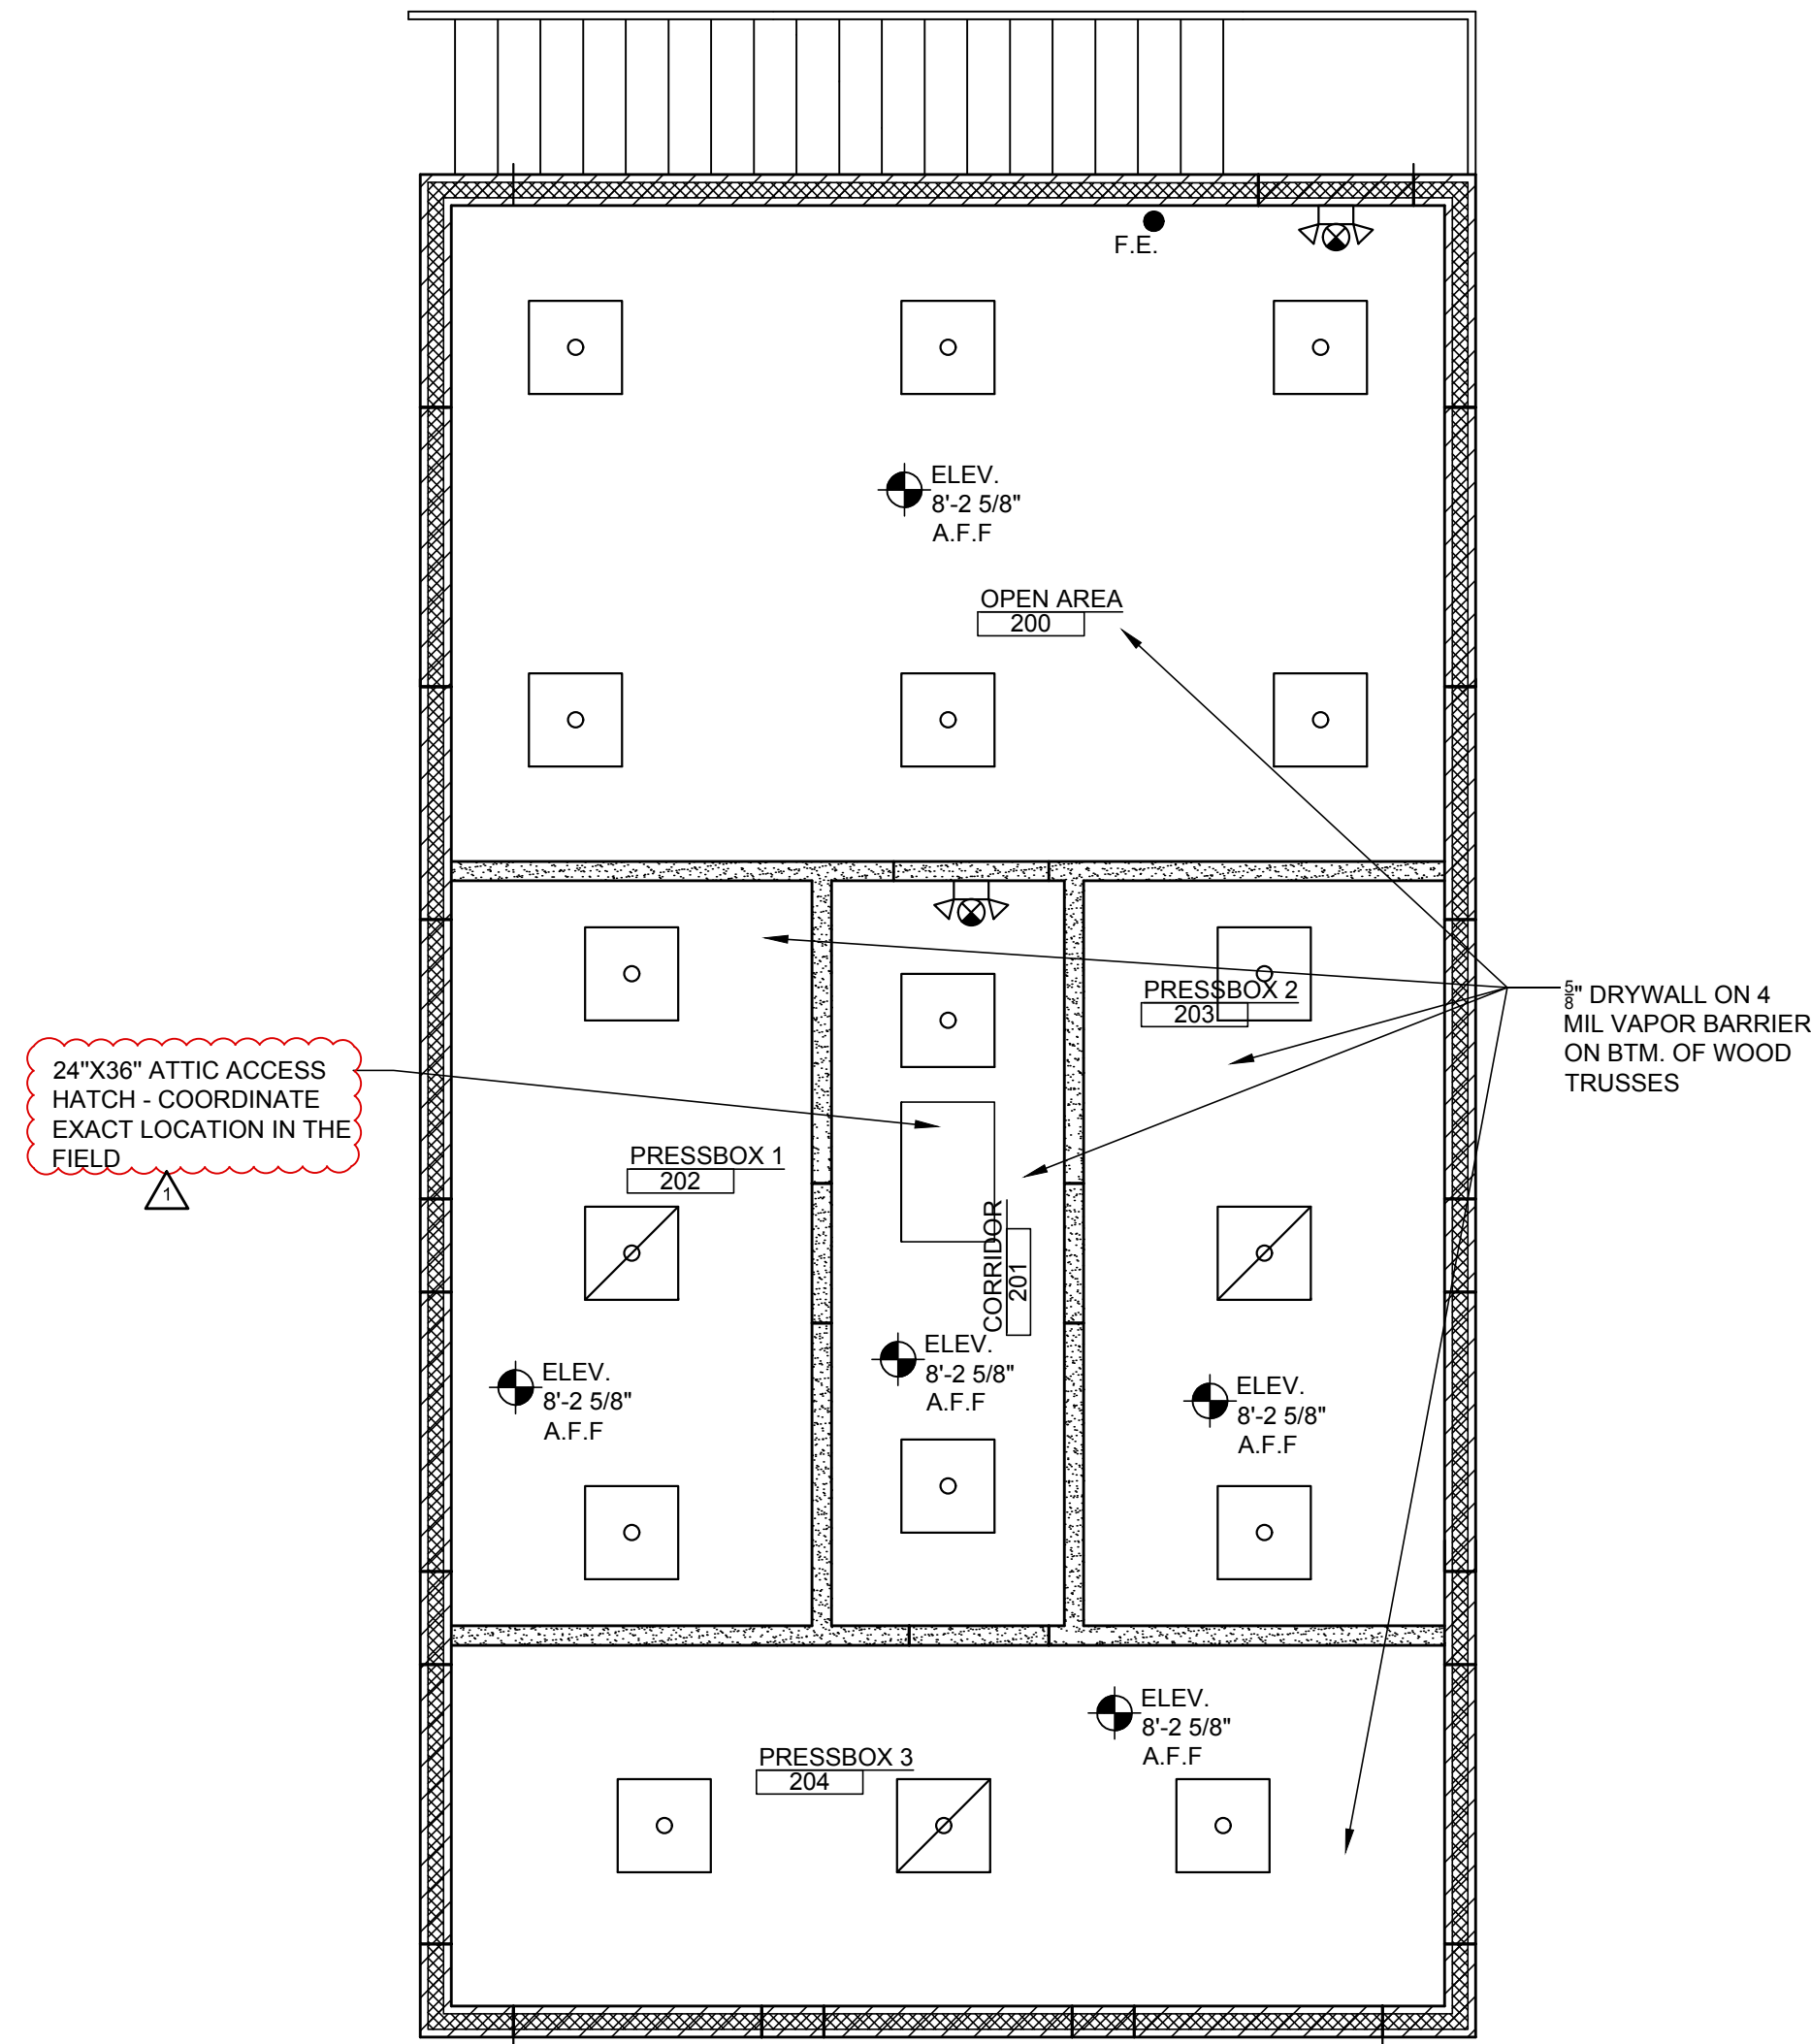 F.E.
ELEV.
8'-2 5/8"
A.F.F
OPEN AREA
200
5/8" DRYWALL ON 4
MIL VAPOR BARRIER
ON BTM. OF WOOD
TRUSSES
PRESSBOX 2
203
24"X36" ATTIC ACCESS
HATCH - COORDINATE
EXACT LOCATION IN THE
FIELD
1
PRESSBOX 1
202
CORRIDOR
201
ELEV.
8'-2 5/8"
A.F.F
ELEV.
8'-2 5/8"
A.F.F
ELEV.
8'-2 5/8"
A.F.F
ELEV.
8'-2 5/8"
A.F.F
PRESSBOX 3
204